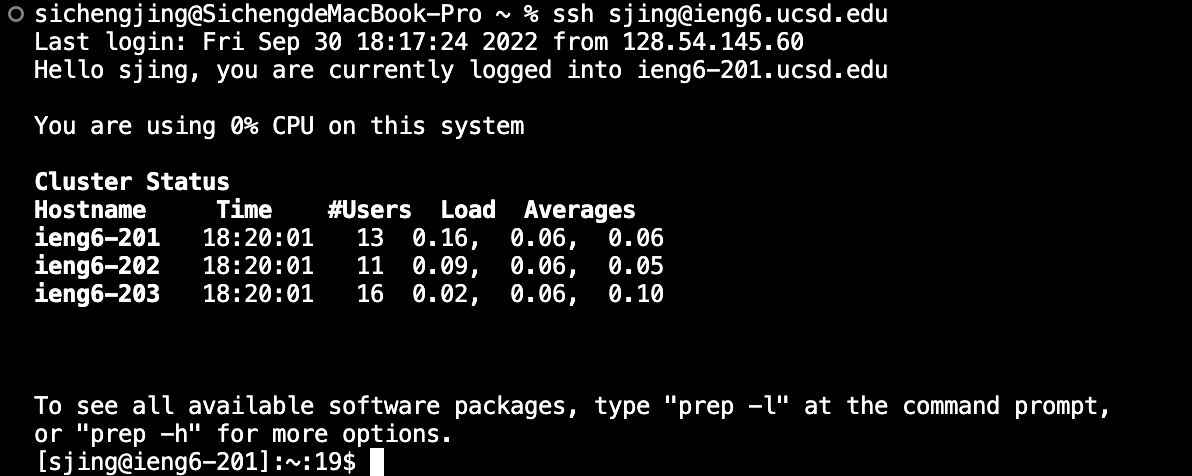 sichengjing@SichengdeMacBook-Pro ~ % ssh sjing@ieng6.ucsd.edu
Last login: Fri Sep 30 18:17:24 2022 from 128.54.145.60
Hello sjing, you are currently logged into ieng6-201.ucsd.edu
You are using 0% CPU on this system
Cluster Status
Hostname     Time    #Users  Load  Averages
ieng6-201   18:20:01   13  0.16,  0.06,  0.06
ieng6-202   18:20:01   11  0.09,  0.06,  0.05
ieng6-203   18:20:01   16  0.02,  0.06,  0.10
To see all available software packages, type "prep -l" at the command prompt,
or "prep -h" for more options.
[sjing@ieng6-201]:~:19$